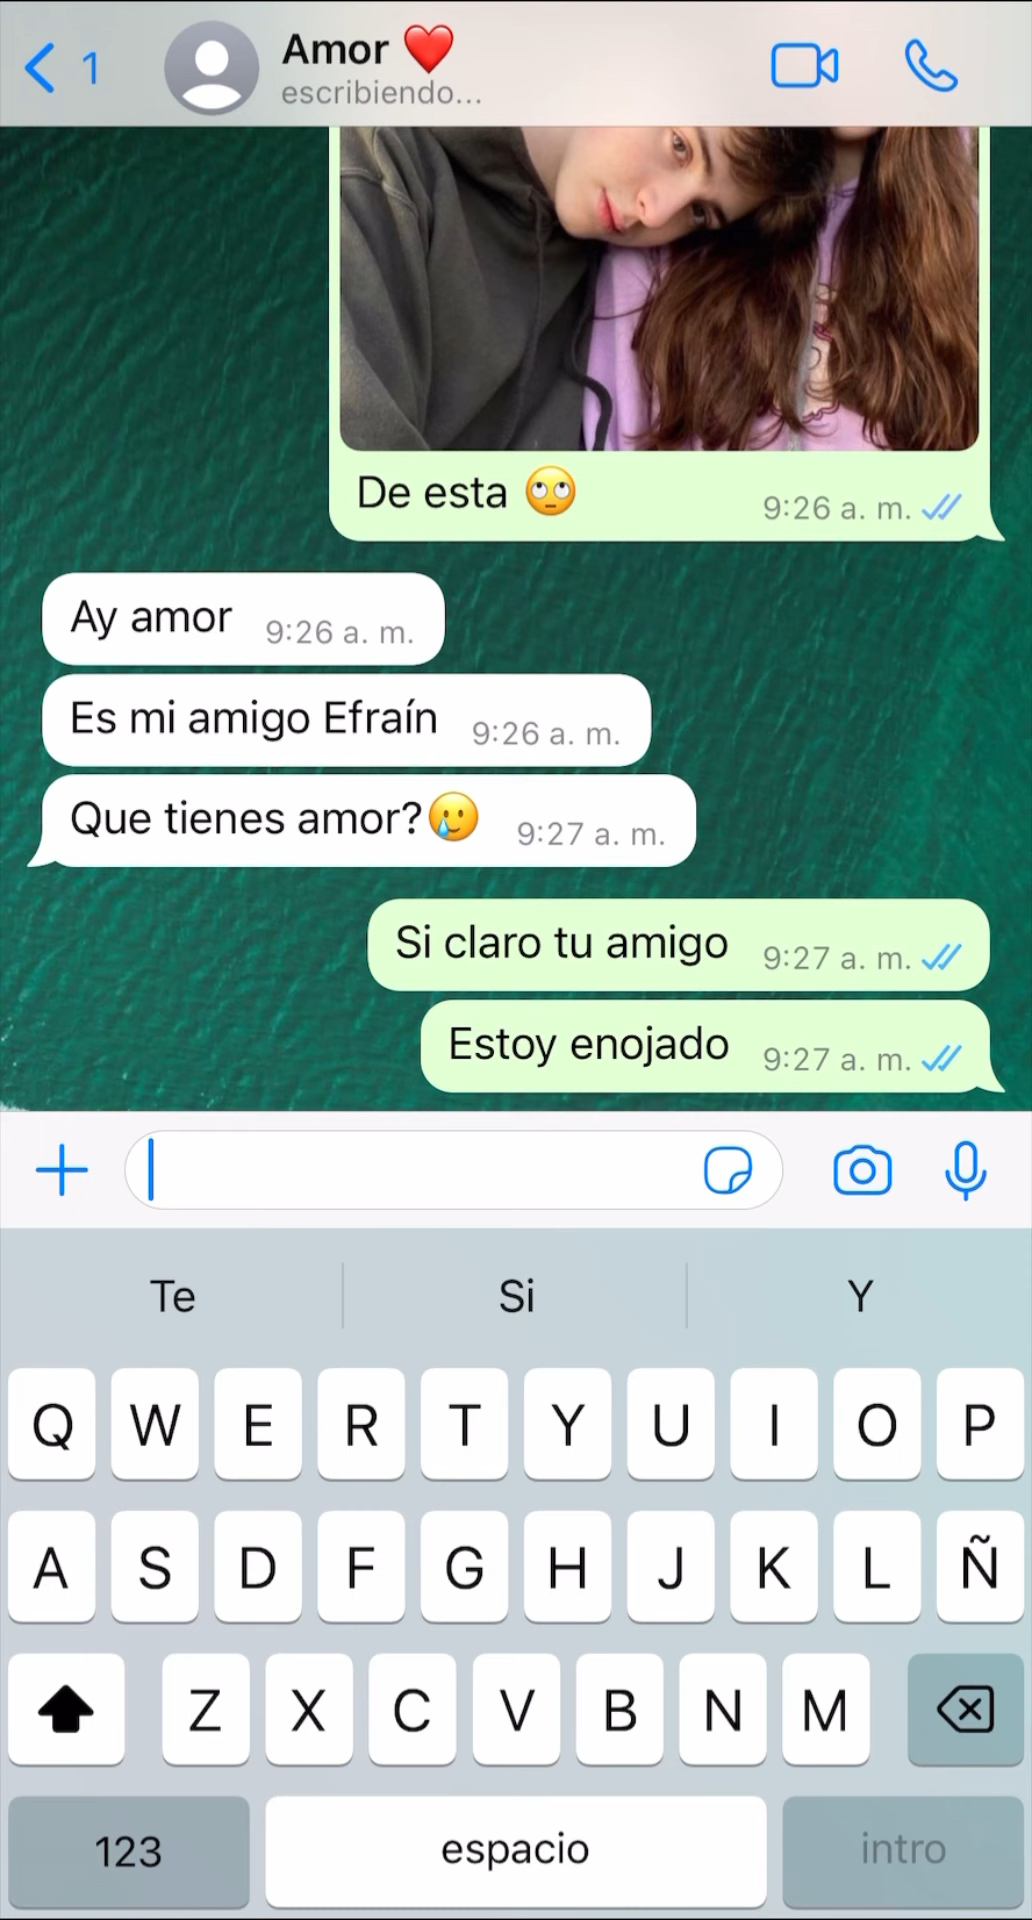 1
Amor ❤️
escribiendo...
De esta 🙄 9:26 a. m.
Ay amor 9:26 a. m.
Es mi amigo Efraín 9:26 a. m.
Que tienes amor?🥲 9:27 a. m.
Si claro tu amigo 9:27 a. m.
Estoy enojado 9:27 a. m.
Te Si Y
Q W E R T Y U I O P
A S D F G H J K L Ñ
Z X C V B N M
123 espacio intro